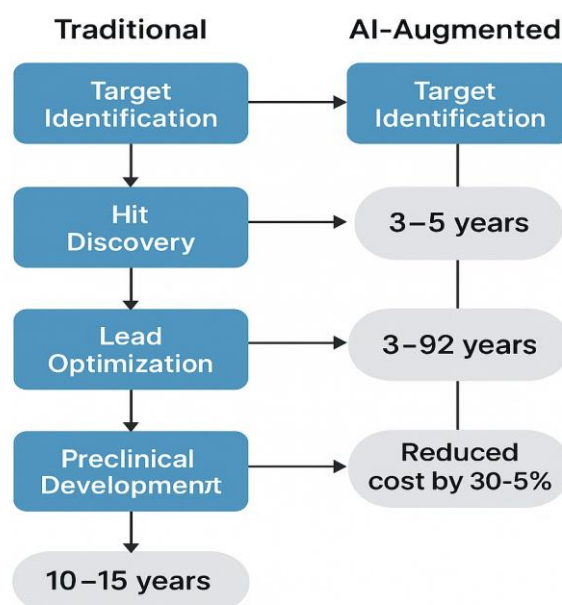 Traditional
AI-Augmented
Target
Identification
Target
Identification
Hit
Discovery
3–5 years
Lead
Optimization
3–92 years
Preclinical
Developmenπt
Reduced
cost by 30-5%
10–15 years